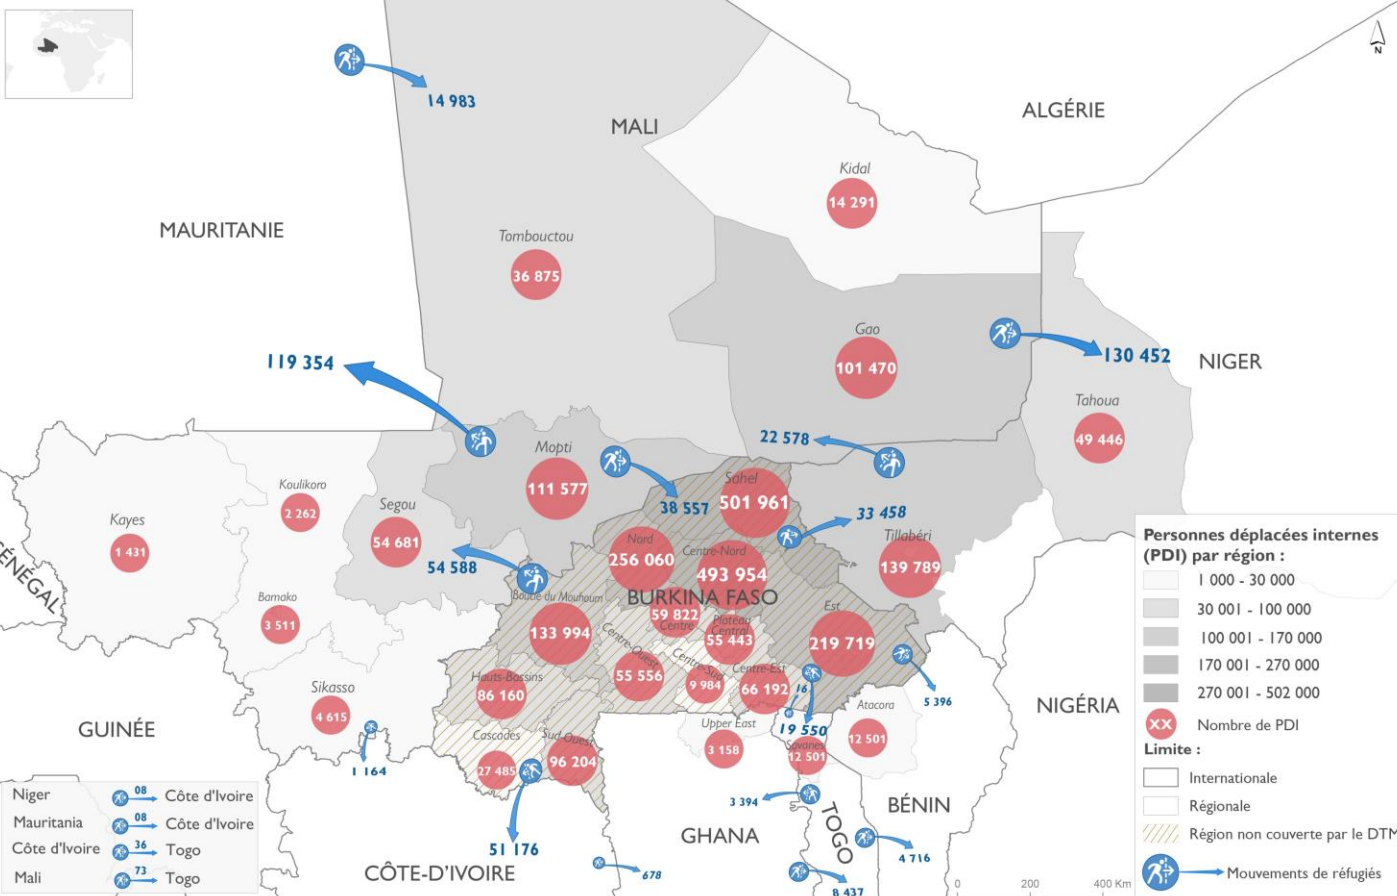 N
14 983
MALI
ALGÉRIE
Kidal
14 291
MAURITANIE
Tombouctou
36 875
Gao
101 470
119 354
130 452
NIGER
Tahoua
49 446
22 578
Mopti
111 577
Sahel
501 961
38 557
33 458
Koulikoro
2 262
Segou
54 681
Kayes
1 431
Tillabéri
139 789
Nord
256 060
Centre-Nord
493 954
SÉNÉGAL
54 588
Boucle du Mouhoum
133 994
BURKINA FASO
59 822
Centre
Plateau
Central
55 443
Est
219 719
Bamako
3 511
Centre-Ouest
55 556
Centre-Sud
9 984
Centre-Est
66 192
Hauts-Bassins
86 160
16
5 396
Sikasso
4 615
GUINÉE
NIGÉRIA
Atacora
12 501
Upper East
3 158
19 550
Savanes
12 501
Cascades
27 485
Sud-Ouest
96 204
1 164
3 394
BÉNIN
TOGO
GHANA
51 176
4 716
CÔTE-D'IVOIRE
678
8 437
Niger 08 Côte d'Ivoire
Mauritania 08 Côte d'Ivoire
Côte d'Ivoire 36 Togo
Mali 73 Togo
Personnes déplacées internes
(PDI) par région :
1 000 - 30 000
30 001 - 100 000
100 001 - 170 000
170 001 - 270 000
270 001 - 502 000
XX Nombre de PDI
Limite :
Internationale
Régionale
Région non couverte par le DTM
Mouvements de réfugiés
0 200 400 Km